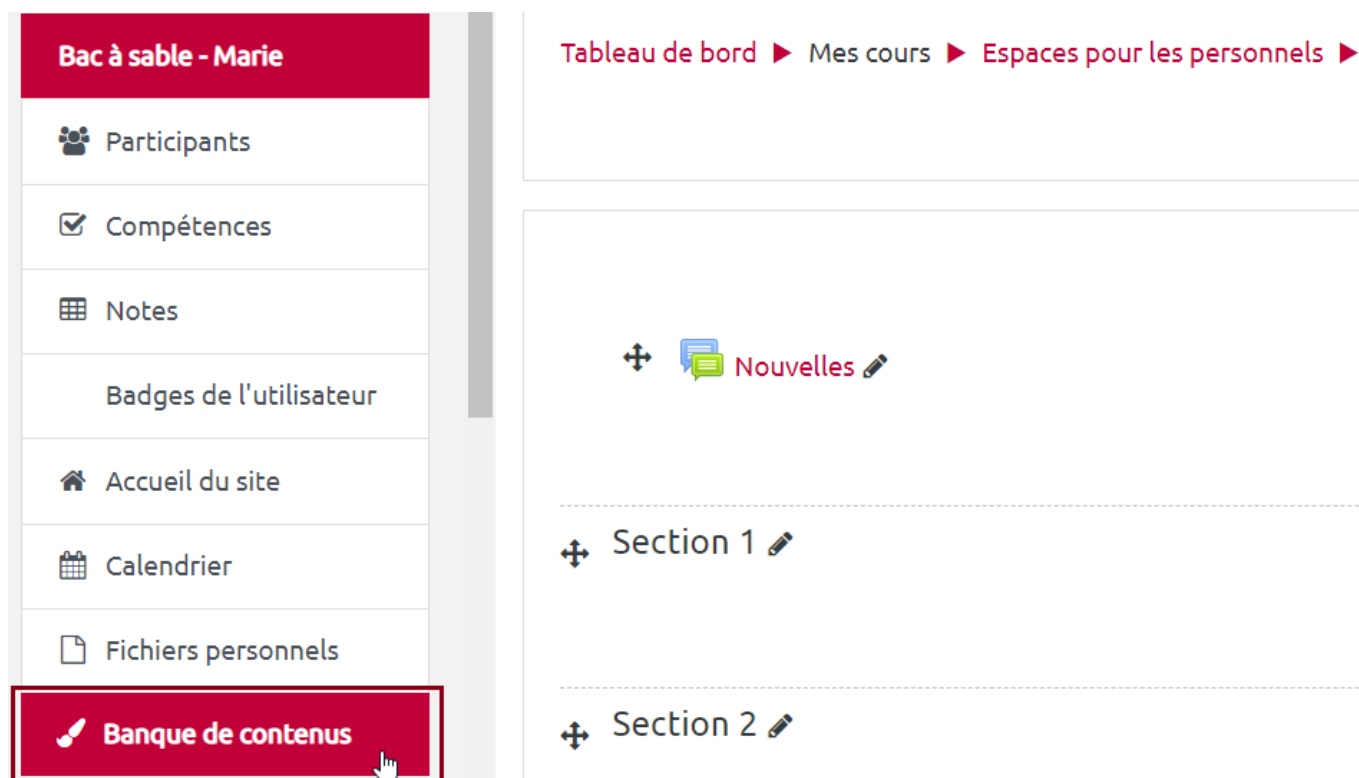 Bac à sable - Marie
Participants
Compétences
Notes
Badges de l'utilisateur
Accueil du site
Calendrier
Fichiers personnels
Banque de contenus
Tableau de bord ▶ Mes cours ▶ Espaces pour les personnels ▶
Nouvelles
Section 1
Section 2